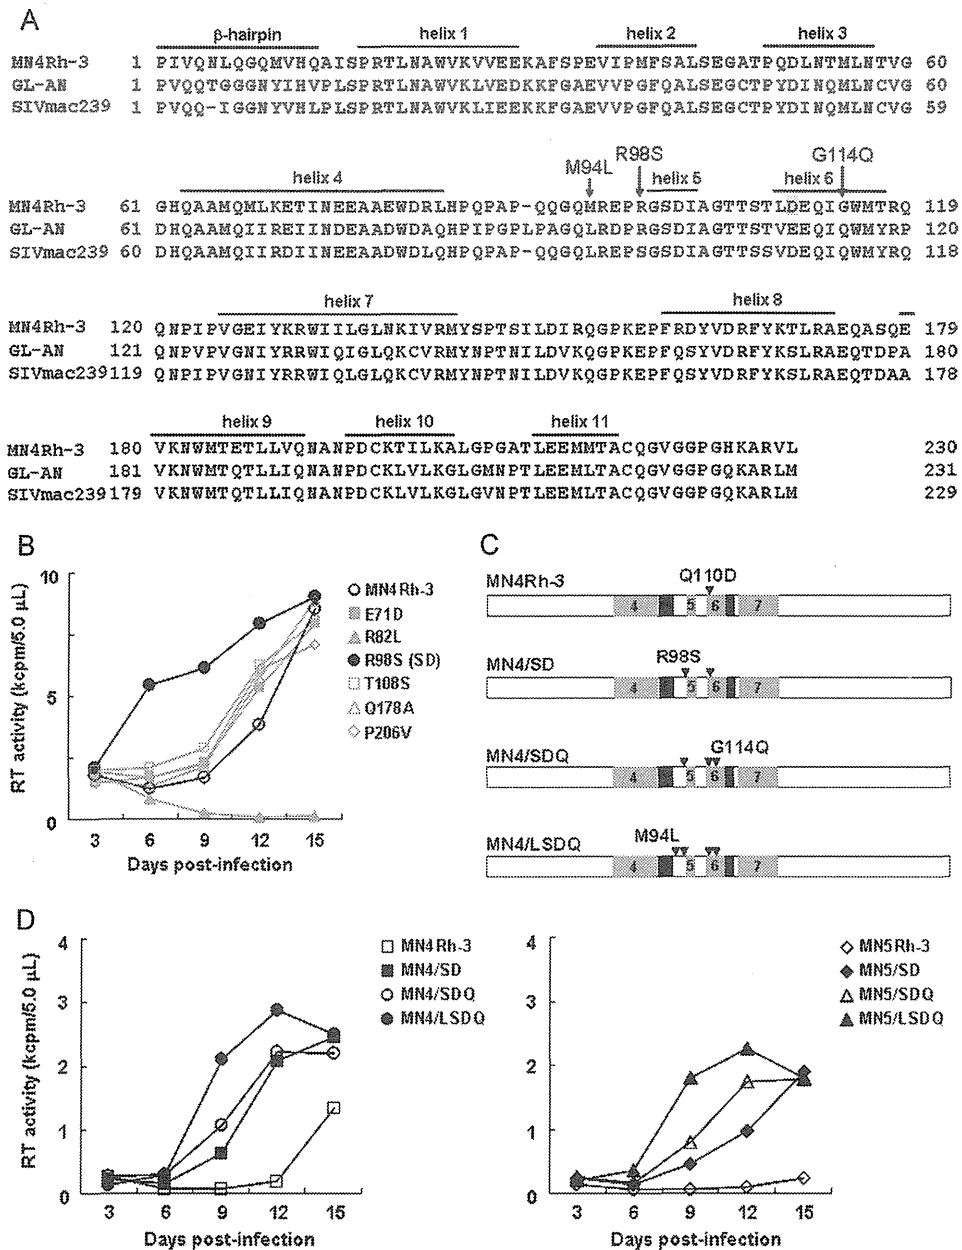 A
β-hairpin helix 1 helix 2 helix 3
MN4Rh-3 1 PIVQNLQGQMVHQAISPRTLNAWVKVVEEKAFSPEVIPMFSALSEGATPQDLNTMLNTVG 60
GL-AN 1 PVQQTGGGNYIHVPLSPRTLNAWVKLVEDKKFGAEVVPGFQALSEGCTPYDINQMLNCVG 60
SIVmac239 1 PVQQ-IGGNYVHLPLSPRTLNAWVKLIEEKKFGAEVVPGFQALSEGCTPYDINQMLNCVG 59
M94L R98S G114Q
helix 4 helix 5 helix 6
MN4Rh-3 61 GHQAAMQMLKETINEEAAEWDRLHPQPAP-QQGQMREPRGSDIAGTTSTLDEQIGWMTRQ 119
GL-AN 61 DHQAAMQIIREIINDEAADWDAQHPIPGPLPAGQLRDPRGSDIAGTTSTVEEQIQWMYRP 120
SIVmac239 60 DHQAAMQIIRDIINEEAADWDLQHPQPAPQ-QGQLREPSGSDIAGTTSSVDEQIQWMYRQ 118
helix 7 helix 8
MN4Rh-3 120 QNPIPVGEIYKRWIILGLNKIVRMYSPTSILDIRQGPKEPFRDYVDRFYKTLRAEQASQE 179
GL-AN 121 QNPVPVGNIYRRWIQIGLQKCVRMYNPTNILDVKQGPKEPFQSYVDRFYKSLRAEQTDPA 180
SIVmac239 119 QNPIPVGNIYRRWIQLGLQKCVRMYNPTNILDVKQGPKEPFQSYVDRFYKSLRAEQTDAA 178
helix 9 helix 10 helix 11
MN4Rh-3 180 VKNWMTETLLVQNANPDCKTILKALGPGATLEEMMTACQGVGGPGHKARVL 230
GL-AN 181 VKNWMTQTLLIQNANPDCKLVLKGLGMNPTLEEMLTACQGVGGPGQKARLM 231
SIVmac239 179 VKNWMTQTLLIQNANPDCKLVLKGLGVNPTLEEMLTACQGVGGPGQKARLM 229
B
RT activity (kcpm/5.0 μL)
10
5
0
3 6 9 12 15
Days post-infection
MN4Rh-3
E71D
R82L
R98S (SD)
T108S
Q178A
P206V
C
MN4Rh-3 Q110D
4 5 6 7
MN4/SD R98S
4 5 6 7
MN4/SDQ G114Q
4 5 6 7
MN4/LSDQ M94L
4 5 6 7
D
RT activity (kcpm/5.0 μL)
4
3
2
1
0
3 6 9 12 15
Days post-infection
MN4Rh-3
MN4/SD
MN4/SDQ
MN4/LSDQ
4
3
2
1
0
3 6 9 12 15
Days post-infection
MN5Rh-3
MN5/SD
MN5/SDQ
MN5/LSDQ